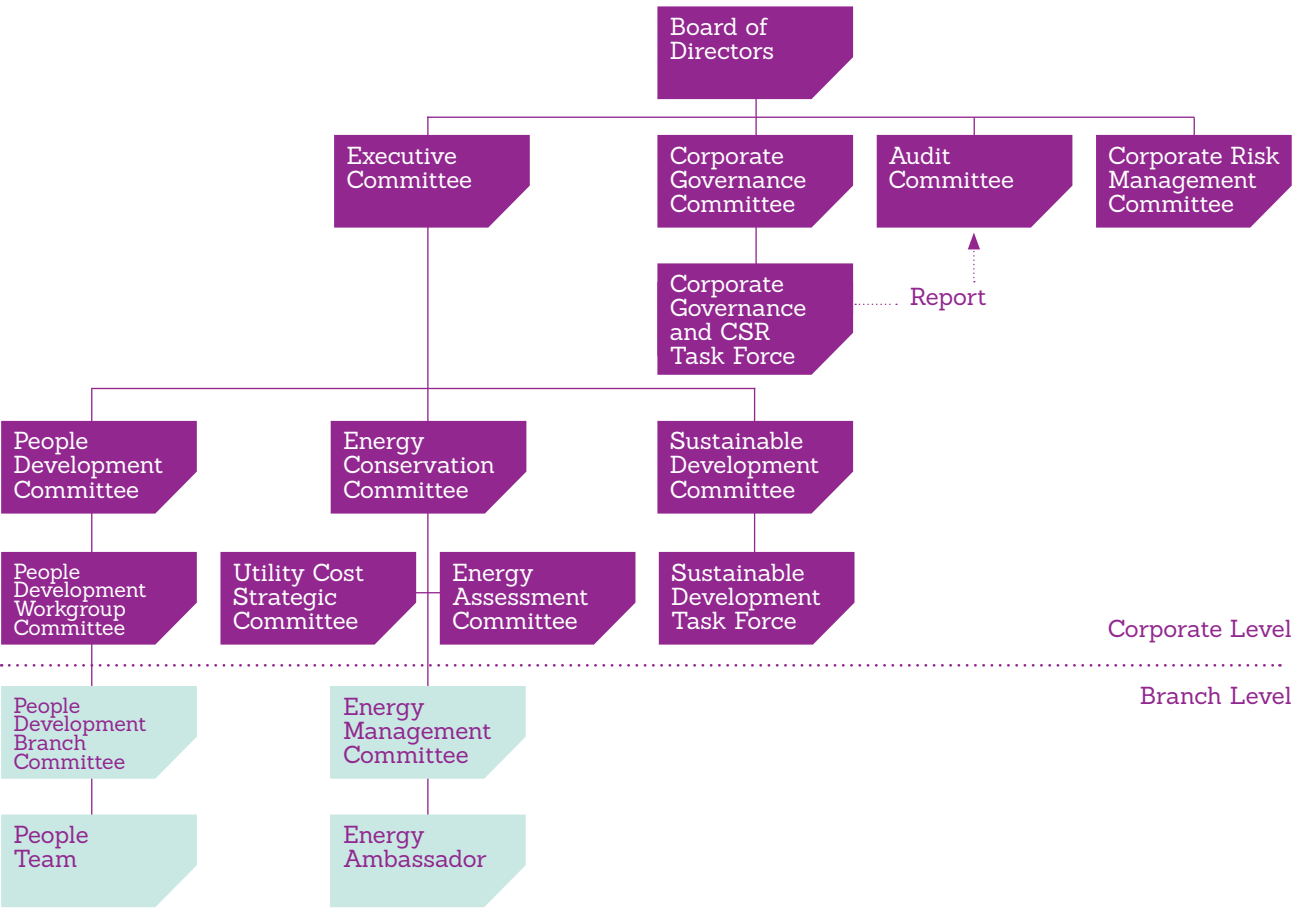 Board of
Directors
Executive
Committee
Corporate
Governance
Committee
Audit
Committee
Corporate Risk
Management
Committee
Corporate
Governance
and CSR
Task Force
Report
People
Development
Committee
Energy
Conservation
Committee
Sustainable
Development
Committee
People
Development
Workgroup
Committee
Utility Cost
Strategic
Committee
Energy
Assessment
Committee
Sustainable
Development
Task Force
Corporate Level
Branch Level
People
Development
Branch
Committee
Energy
Management
Committee
People
Team
Energy
Ambassador